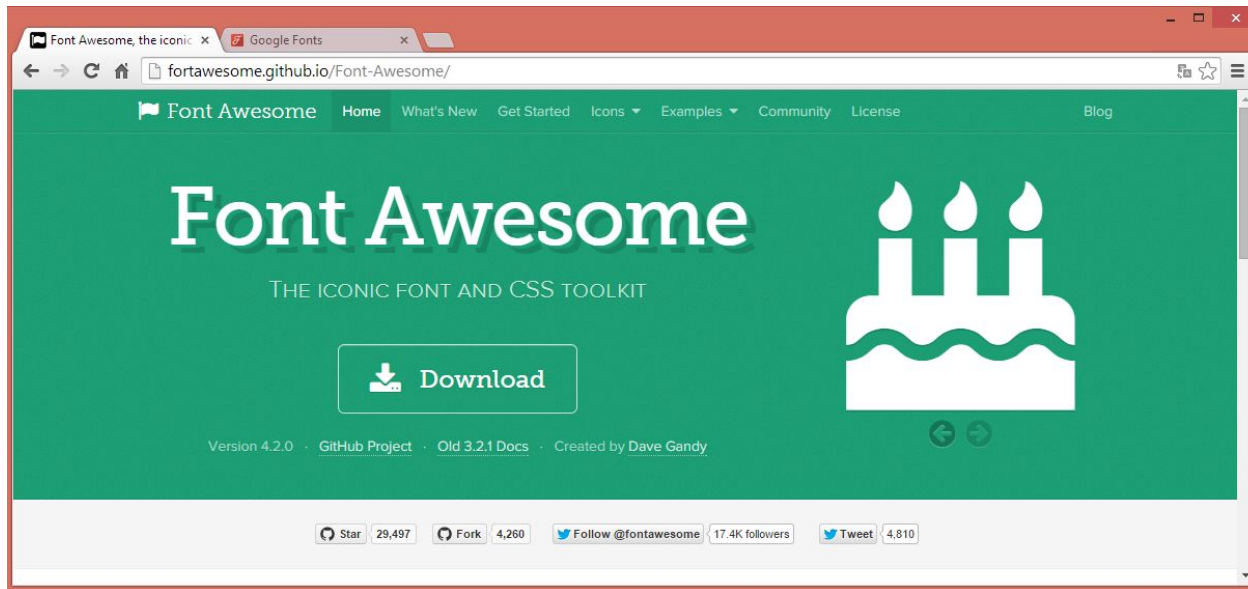 Font Awesome, the iconic
Google Fonts
fortawesome.github.io/Font-Awesome/
Font Awesome Home What's New Get Started Icons Examples Community License Blog
Font Awesome
The iconic font and CSS toolkit
Download
Version 4.2.0 · GitHub Project · Old 3.2.1 Docs · Created by Dave Gandy
Star 29,497 Fork 4,260 Follow @fontawesome 17.4K followers Tweet 4,810